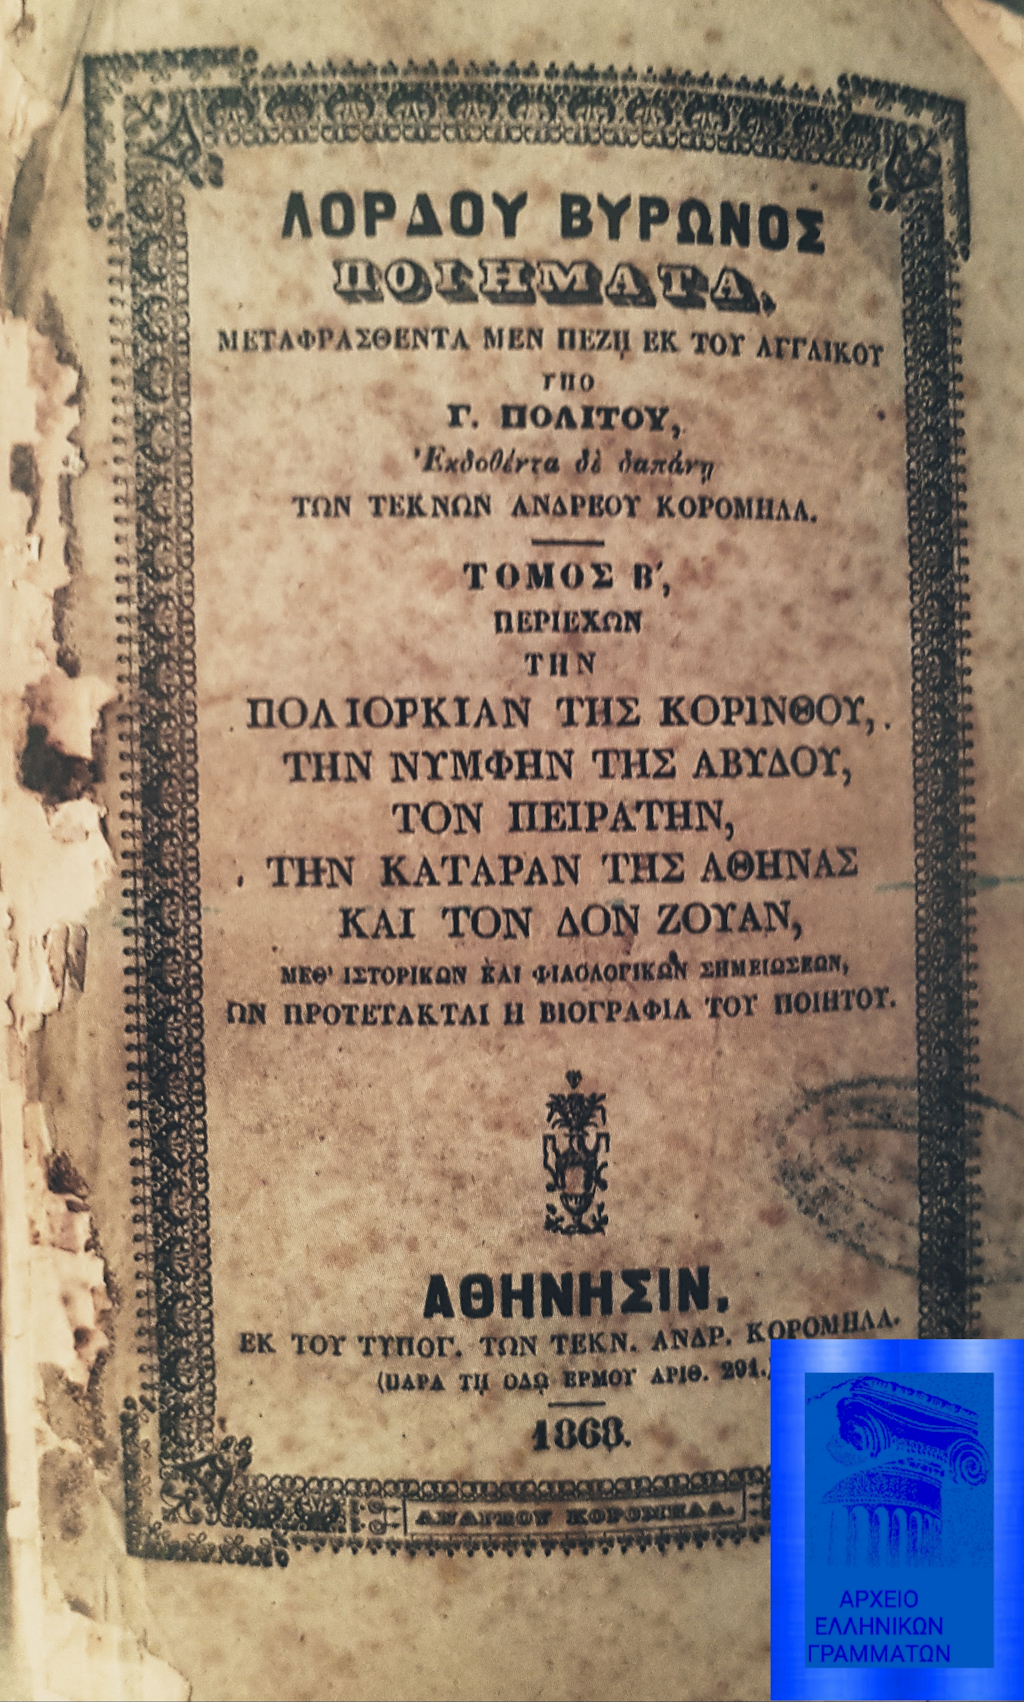 ΛΟΡΔΟΥ ΒΥΡΩΝΟΣ
ΠΟΙΗΜΑΤΑ,
ΜΕΤΑΦΡΑΣΘΕΝΤΑ ΜΕΝ ΠΕΖῌ ΕΚ ΤΟΥ ΑΓΓΛΙΚΟΥ
ΥΠΟ
Γ. ΠΟΛΙΤΟΥ,
Ἐκδοθέντα δὲ δαπάνῃ
ΤΩΝ ΤΕΚΝΩΝ ΑΝΔΡΕΟΥ ΚΟΡΟΜΗΛΑ.
ΤΟΜΟΣ Β′,
ΠΕΡΙΕΧΩΝ
ΤΗΝ
ΠΟΛΙΟΡΚΙΑΝ ΤΗΣ ΚΟΡΙΝΘΟΥ,
ΤΗΝ ΝΥΜΦΗΝ ΤΗΣ ΑΒΥΔΟΥ,
ΤΟΝ ΠΕΙΡΑΤΗΝ,
ΤΗΝ ΚΑΤΑΡΑΝ ΤΗΣ ΑΘΗΝΑΣ
ΚΑΙ ΤΟΝ ΔΟΝ ΖΟΥΑΝ,
ΜΕΘ' ΙΣΤΟΡΙΚΩΝ ΚΑΙ ΦΙΛΟΛΟΓΙΚΩΝ ΣΗΜΕΙΩΣΕΩΝ,
ΩΝ ΠΡΟΤΕΤΑΚΤΑΙ Η ΒΙΟΓΡΑΦΙΑ ΤΟΥ ΠΟΙΗΤΟΥ.
ΑΘΗΝΗΣΙΝ,
ΕΚ ΤΟΥ ΤΥΠΟΓ. ΤΩΝ ΤΕΚΝ. ΑΝΔΡ. ΚΟΡΟΜΗΛΑ.
(ΠΑΡΑ Τῌ ΟΔῼ ΕΡΜΟΥ ΑΡΙΘ. 291.)
1868.
ΑΝΔΡΕΟΥ ΚΟΡΟΜΗΛΑ.
ΑΡΧΕΙΟ
ΕΛΛΗΝΙΚΩΝ
ΓΡΑΜΜΑΤΩΝ